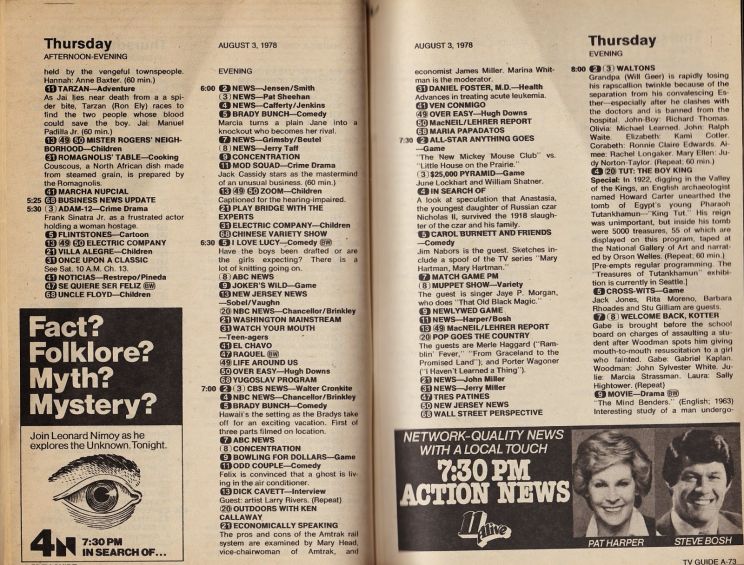 Thursday
AFTERNOON-EVENING
held by the vengeful townspeople.
Hannah: Anne Baxter. (60 min.)
11 TARZAN—Adventure
As Jai lies near death from a a spi-
der bite, Tarzan (Ron Ely) races to
find the two people whose blood
could save the boy. Jai: Manuel
Padilla Jr. (60 min.)
13 49 50 MISTER ROGERS' NEIGH-
BORHOOD—Children
31 ROMAGNOLIS' TABLE—Cooking
Couscous, a North African dish made
from steamed grain, is prepared by
the Romagnolis.
41 MARCHA NUPCIAL
5:25 68 BUSINESS NEWS UPDATE
5:30 3 ADAM-12—Crime Drama
Frank Sinatra Jr. as a frustrated actor
holding a woman hostage.
5 FLINTSTONES—Cartoon
13 49 50 ELECTRIC COMPANY
21 VILLA ALEGRE—Children
31 ONCE UPON A CLASSIC
See Sat. 10 A.M. Ch. 13.
41 NOTICIAS—Restrepo/Pineda
47 SE QUIERE SER FELIZ BW
68 UNCLE FLOYD—Children
Fact?
Folklore?
Myth?
Mystery?
Join Leonard Nimoy as he
explores the Unknown. Tonight.
4N 7:30 PM
IN SEARCH OF...
AUGUST 3, 1978
EVENING
6:00 2 NEWS—Jensen/Smith
3 NEWS—Pat Sheehan
4 NEWS—Cafferty/Jenkins
5 BRADY BUNCH—Comedy
Marcia turns a plain Jane into a
knockout who becomes her rival.
7 NEWS—Grimsby/Beutel
8 NEWS—Jerry Taff
9 CONCENTRATION
11 MOD SQUAD—Crime Drama
Jack Cassidy stars as the mastermind
of an unusual business. (60 min.)
13 49 50 ZOOM—Children
Captioned for the hearing-impaired.
21 PLAY BRIDGE WITH THE
EXPERTS
31 ELECTRIC COMPANY—Children
68 CHINESE VARIETY SHOW
6:30 5 I LOVE LUCY—Comedy BW
Have the boys been drafted or are
the girls expecting? There is a
lot of knitting going on.
8 ABC NEWS
9 JOKER'S WILD—Game
13 NEW JERSEY NEWS
—Sobel/Vaughn
20 NBC NEWS—Chancellor/Brinkley
21 WASHINGTON MAINSTREAM
31 WATCH YOUR MOUTH
—Teen-agers
41 EL CHAVO
47 RAQUEL BW
49 LIFE AROUND US
50 OVER EASY—Hugh Downs
68 YUGOSLAV PROGRAM
7:00 2 3 CBS NEWS—Walter Cronkite
4 NBC NEWS—Chancellor/Brinkley
5 BRADY BUNCH—Comedy
Hawaii's the setting as the Bradys take
off for an exciting vacation. First of
three parts filmed on location.
7 ABC NEWS
8 CONCENTRATION
9 BOWLING FOR DOLLARS—Game
11 ODD COUPLE—Comedy
Felix is convinced that a ghost is liv-
ing in the air conditioner.
13 DICK CAVETT—Interview
Guest: artist Larry Rivers. (Repeat)
20 OUTDOORS WITH KEN
CALLAWAY
21 ECONOMICALLY SPEAKING
The pros and cons of the Amtrak rail
system are examined by Mary Head,
vice-chairwoman of Amtrak, and
AUGUST 3, 1978
economist James Miller. Marina Whit-
man is the moderator.
31 DANIEL FOSTER, M.D.—Health
Advances in treating acute leukemia.
41 VEN CONMIGO
49 OVER EASY—Hugh Downs
50 MacNEIL/LEHRER REPORT
68 MARIA PAPADATOS
7:30 2 ALL-STAR ANYTHING GOES
—Game
"The New Mickey Mouse Club" vs.
"Little House on the Prairie."
3 $25,000 PYRAMID—Game
June Lockhart and William Shatner.
4 IN SEARCH OF
A look at speculation that Anastasia,
the youngest daughter of Russian czar
Nicholas II, survived the 1918 slaugh-
ter of the czar and his family.
5 CAROL BURNETT AND FRIENDS
—Comedy
Jim Nabors is the guest. Sketches in-
clude a spoof of the TV series "Mary
Hartman, Mary Hartman."
7 MATCH GAME PM
8 MUPPET SHOW—Variety
The guest is singer Jaye P. Morgan,
who does "That Old Black Magic."
9 NEWLYWED GAME
11 NEWS—Harper/Bosh
13 49 MacNEIL/LEHRER REPORT
20 POP GOES THE COUNTRY
The guests are Merle Haggard ("Ram-
blin' Fever," "From Graceland to the
Promised Land"), and Porter Wagoner
("I Haven't Learned a Thing").
21 NEWS—John Miller
31 NEWS—Jerry Miller
47 TRES PATINES
50 NEW JERSEY NEWS
68 WALL STREET PERSPECTIVE
Thursday
EVENING
8:00 2 3 WALTONS
Grandpa (Will Geer) is rapidly losing
his rapscallion twinkle because of the
separation from his convalescing Es-
ther—especially after he clashes with
the doctors and is banned from the
hospital. John-Boy: Richard Thomas.
Olivia: Michael Learned. John: Ralph
Waite. Elizabeth: Kami Cotler.
Corabeth: Ronnie Claire Edwards. Ai-
mee: Rachel Longaker. Mary Ellen: Ju-
dy Norton-Taylor. (Repeat; 60 min.)
4 20 TUT: THE BOY KING
Special: In 1922, digging in the Valley
of the Kings, an English archaeologist
named Howard Carter unearthed the
tomb of Egypt's young Pharaoh
Tutankhamun—"King Tut." His reign
was unimportant, but inside his tomb
were 5000 treasures, 55 of which are
displayed on this program, taped at
the National Gallery of Art and narrat-
ed by Orson Welles. (Repeat; 60 min.)
[Pre-empts regular programming. The
"Treasures of Tutankhamun" exhibi-
tion is currently in Seattle.]
5 CROSS-WITS—Game
Jack Jones, Rita Moreno, Barbara
Rhoades and Stu Gilliam are guests.
7 8 WELCOME BACK, KOTTER
Gabe is brought before the school
board on charges of assaulting a stu-
dent after Woodman spots him giving
mouth-to-mouth resuscitation to a girl
who fainted. Gabe: Gabriel Kaplan.
Woodman: John Sylvester White. Ju-
lie: Marcia Strassman. Laura: Sally
Hightower. (Repeat)
9 MOVIE—Drama BW
"The Mind Benders." (English; 1963)
Interesting study of a man undergo-
NETWORK-QUALITY NEWS
WITH A LOCAL TOUCH
7:30 PM
ACTION NEWS
11 alive
PAT HARPER
STEVE BOSH
TV GUIDE A-73